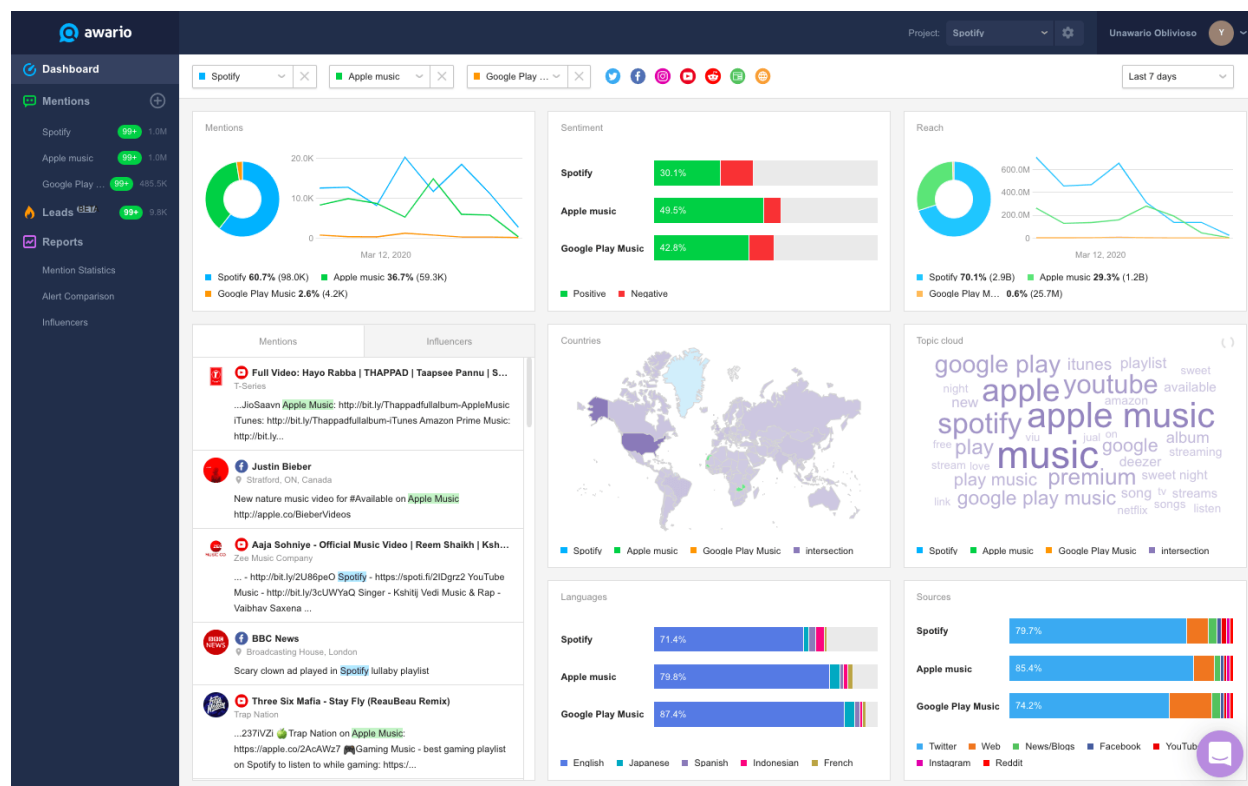 awario
Project: Spotify
Unawario Oblivioso
Y
Dashboard
Mentions
Spotify 99+ 1.0M
Apple music 99+ 1.0M
Google Play ... 99+ 485.5K
Leads 99+ 9.8K
Reports
Mention Statistics
Alert Comparison
Influencers
Spotify
Apple music
Google Play ...
Last 7 days
Mentions
20.0K
10.0K
0
Mar 12, 2020
Spotify 60.7% (98.0K) Apple music 36.7% (59.3K)
Google Play Music 2.6% (4.2K)
Sentiment
Spotify 30.1%
Apple music 49.5%
Google Play Music 42.8%
Positive Negative
Reach
600.0M
400.0M
200.0M
0
Mar 12, 2020
Spotify 70.1% (2.9B) Apple music 29.3% (1.2B)
Google Play M... 0.6% (25.7M)
Mentions Influencers
Full Video: Hayo Rabba | THAPPAD | Taapsee Pannu | S...
T-Series
...JioSaavn Apple Music: http://bit.ly/Thappadfullalbum-AppleMusic
iTunes: http://bit.ly/Thappadfullalbum-iTunes Amazon Prime Music:
http://bit.ly...
Justin Bieber
Stratford, ON, Canada
New nature music video for #Available on Apple Music
http://apple.co/BieberVideos
Aaja Sohniye - Official Music Video | Reem Shaikh | Ksh...
Zee Music Company
... - http://bit.ly/2U86peO Spotify - https://spoti.fi/2IDgrz2 YouTube
Music - http://bit.ly/3cUWYaQ Singer - Kshitij Vedi Music & Rap -
Vaibhav Saxena ...
BBC NEWS
BBC News
Broadcasting House, London
Scary clown ad played in Spotify lullaby playlist
Three Six Mafia - Stay Fly (ReauBeau Remix)
Trap Nation
...237iVZi 🍏Trap Nation on Apple Music:
https://apple.co/2AcAWz7 🎮Gaming Music - best gaming playlist
on Spotify to listen to while gaming: https:/...
Countries
Spotify Apple music Google Play Music intersection
Topic cloud
google play itunes playlist sweet
night apple youtube available
new amazon
spotify apple music
free play viu jual on google album
stream love music deezer streaming
play music premium sweet night
link google play music song tv streams
netflix songs listen
Spotify Apple music Google Play Music intersection
Languages
Spotify 71.4%
Apple music 79.8%
Google Play Music 87.4%
English Japanese Spanish Indonesian French
Sources
Spotify 79.7%
Apple music 85.4%
Google Play Music 74.2%
Twitter Web News/Blogs Facebook
Instagram Reddit